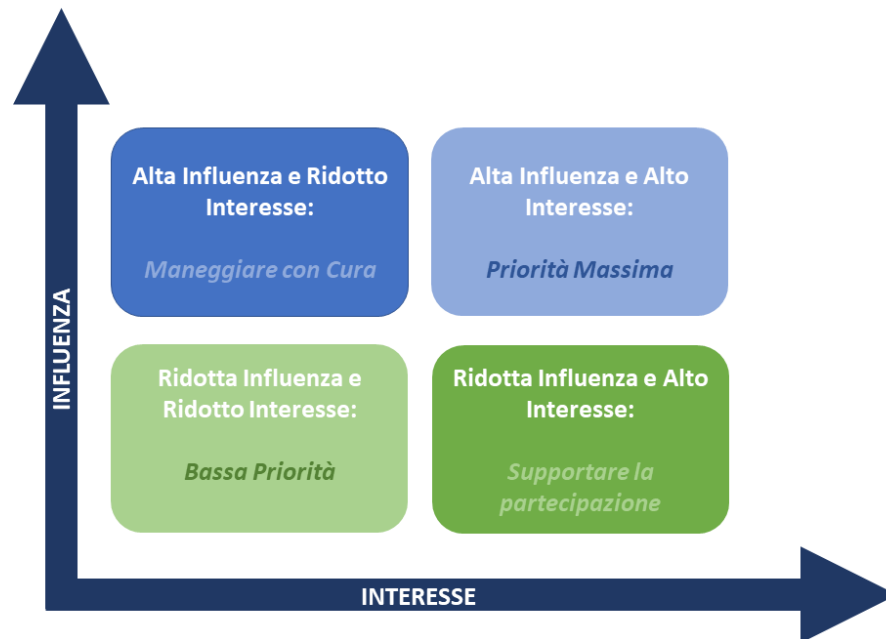 Alta Influenza e Ridotto
Interesse:
Maneggiare con Cura
Alta Influenza e Alto
Interesse:
Priorità Massima
INFLUENZA
Ridotta Influenza e
Ridotto Interesse:
Bassa Priorità
Ridotta Influenza e Alto
Interesse:
Supportare la
partecipazione
INTERESSE